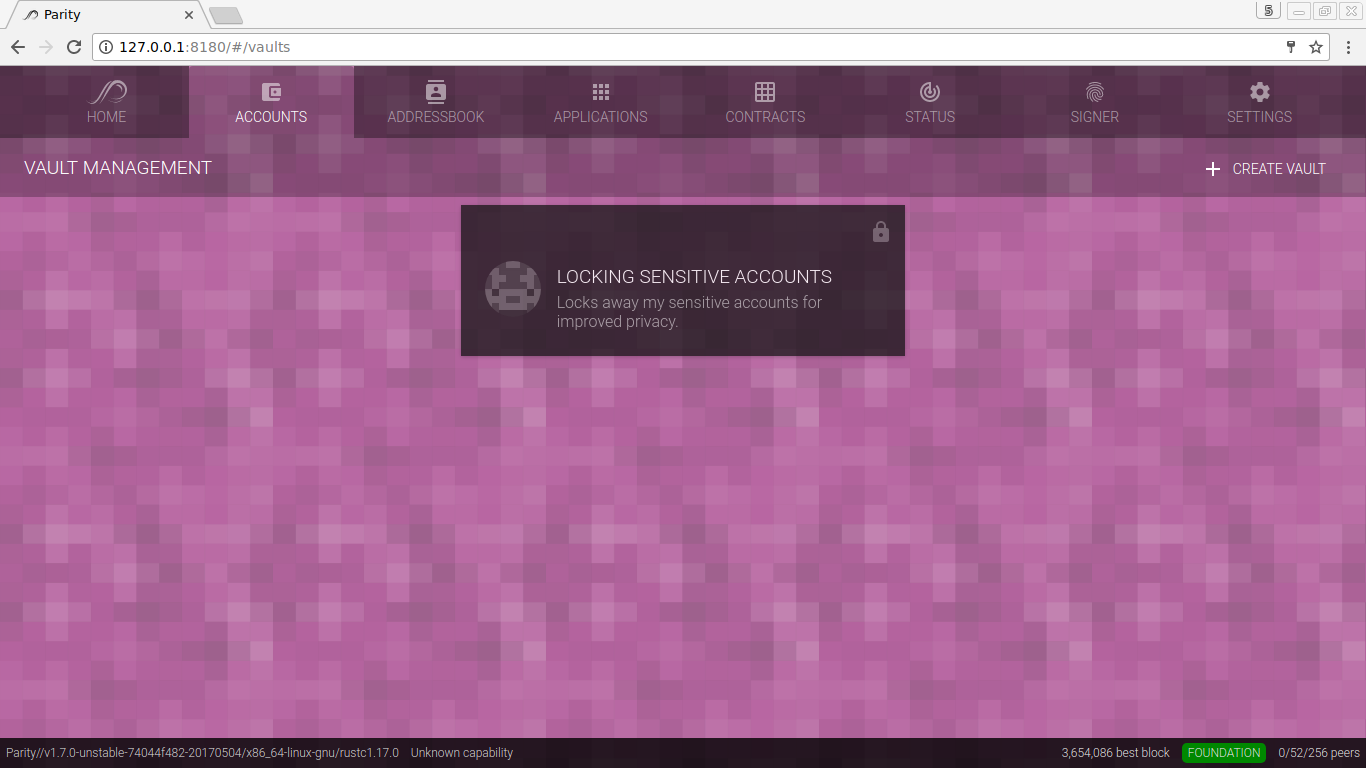 Parity
5
127.0.0.1:8180/#/vaults
HOME
ACCOUNTS
ADDRESSBOOK
APPLICATIONS
CONTRACTS
STATUS
SIGNER
SETTINGS
VAULT MANAGEMENT
CREATE VAULT
LOCKING SENSITIVE ACCOUNTS
Locks away my sensitive accounts for
improved privacy.
Parity//v1.7.0-unstable-74044f482-20170504/x86_64-linux-gnu/rustc1.17.0 Unknown capability
3,654,086 best block FOUNDATION 0/52/256 peers